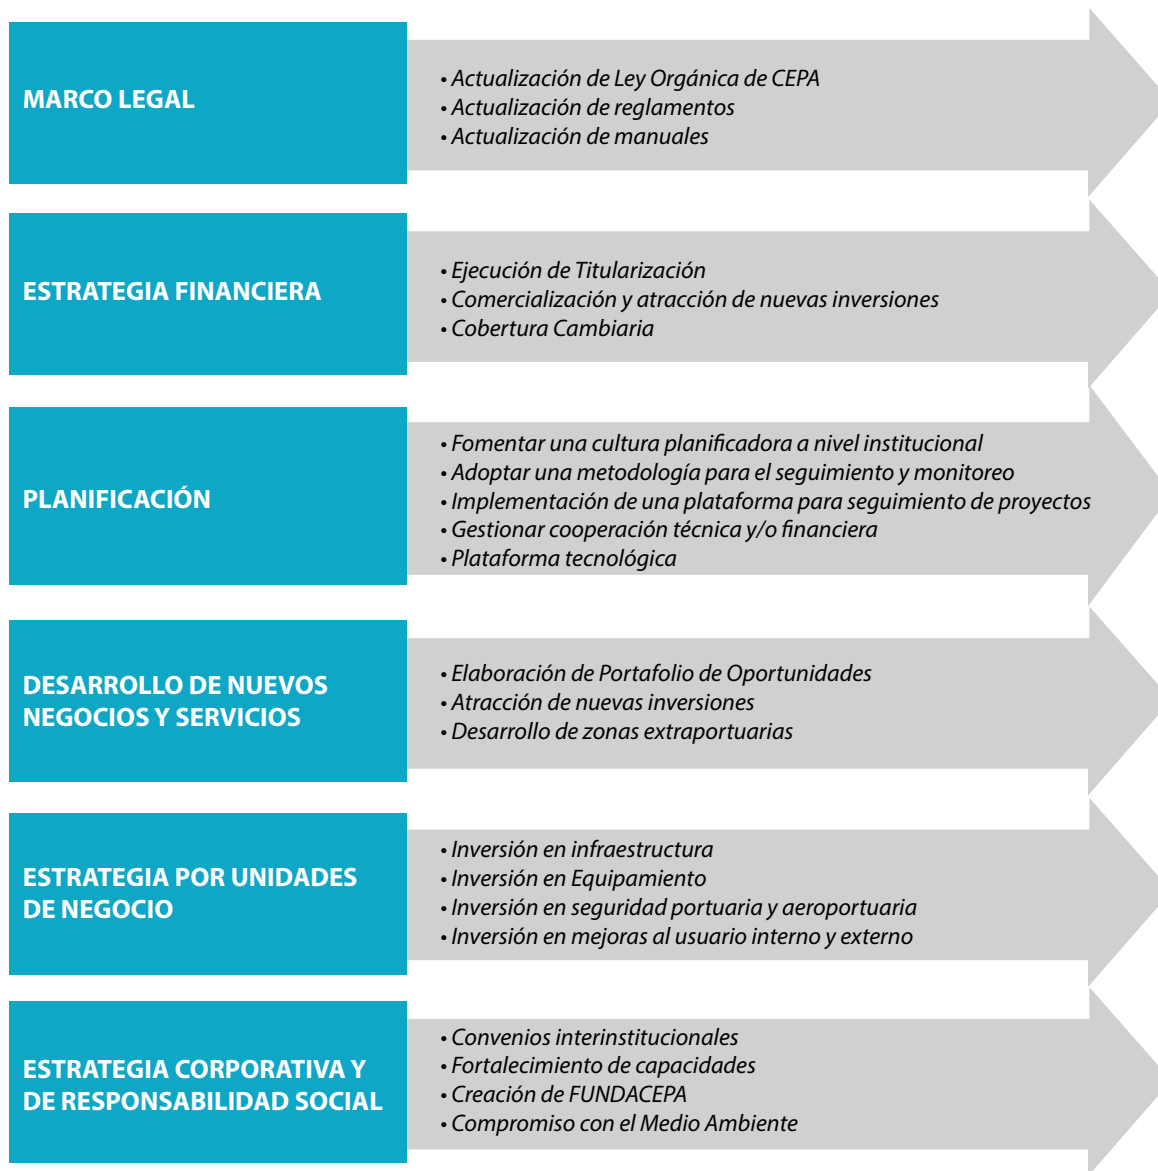 MARCO LEGAL
• Actualización de Ley Orgánica de CEPA
• Actualización de reglamentos
• Actualización de manuales
ESTRATEGIA FINANCIERA
• Ejecución de Titularización
• Comercialización y atracción de nuevas inversiones
• Cobertura Cambiaria
PLANIFICACIÓN
• Fomentar una cultura planificadora a nivel institucional
• Adoptar una metodología para el seguimiento y monitoreo
• Implementación de una plataforma para seguimiento de proyectos
• Gestionar cooperación técnica y/o financiera
• Plataforma tecnológica
DESARROLLO DE NUEVOS
NEGOCIOS Y SERVICIOS
• Elaboración de Portafolio de Oportunidades
• Atracción de nuevas inversiones
• Desarrollo de zonas extraportuarias
ESTRATEGIA POR UNIDADES
DE NEGOCIO
• Inversión en infraestructura
• Inversión en Equipamiento
• Inversión en seguridad portuaria y aeroportuaria
• Inversión en mejoras al usuario interno y externo
ESTRATEGIA CORPORATIVA Y
DE RESPONSABILIDAD SOCIAL
• Convenios interinstitucionales
• Fortalecimiento de capacidades
• Creación de FUNDACEPA
• Compromiso con el Medio Ambiente